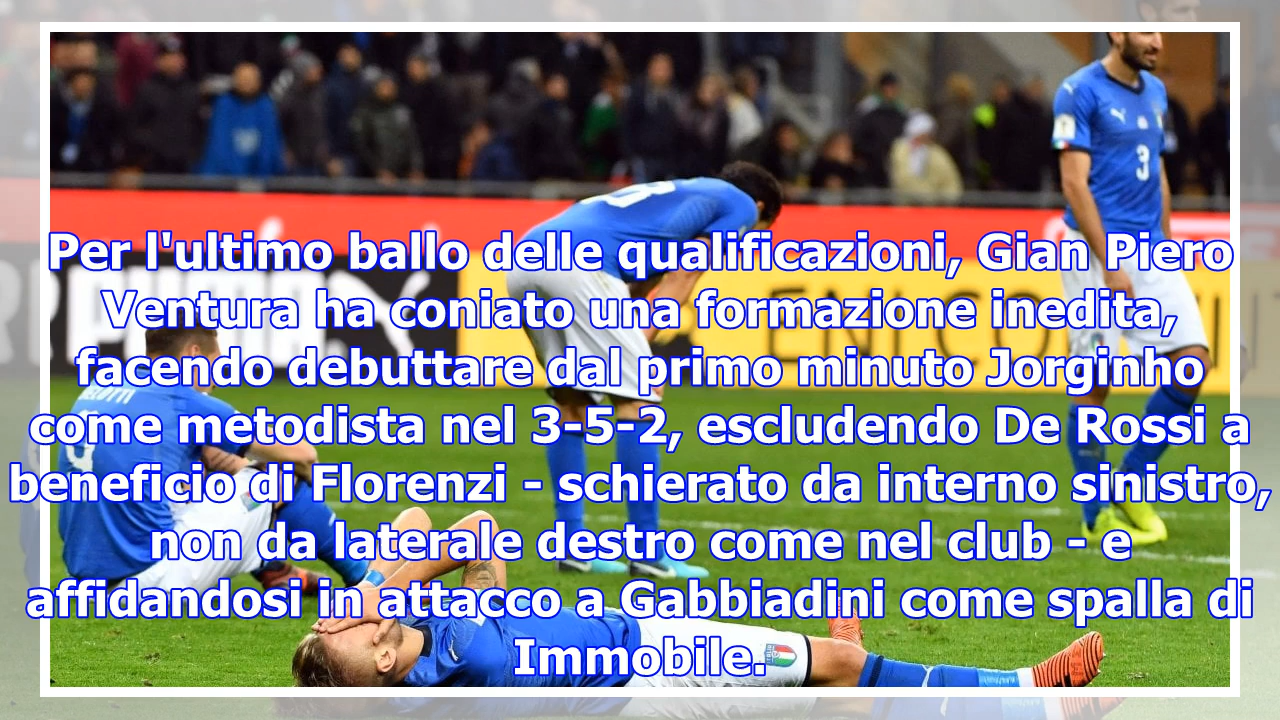 Per l'ultimo ballo delle qualificazioni, Gian Piero
Ventura ha coniato una formazione inedita,
facendo debuttare dal primo minuto Jorginho
come metodista nel 3-5-2, escludendo De Rossi a
beneficio di Florenzi - schierato da interno sinistro,
non da laterale destro come nel club - e
affidandosi in attacco a Gabbiadini come spalla di
Immobile.
3